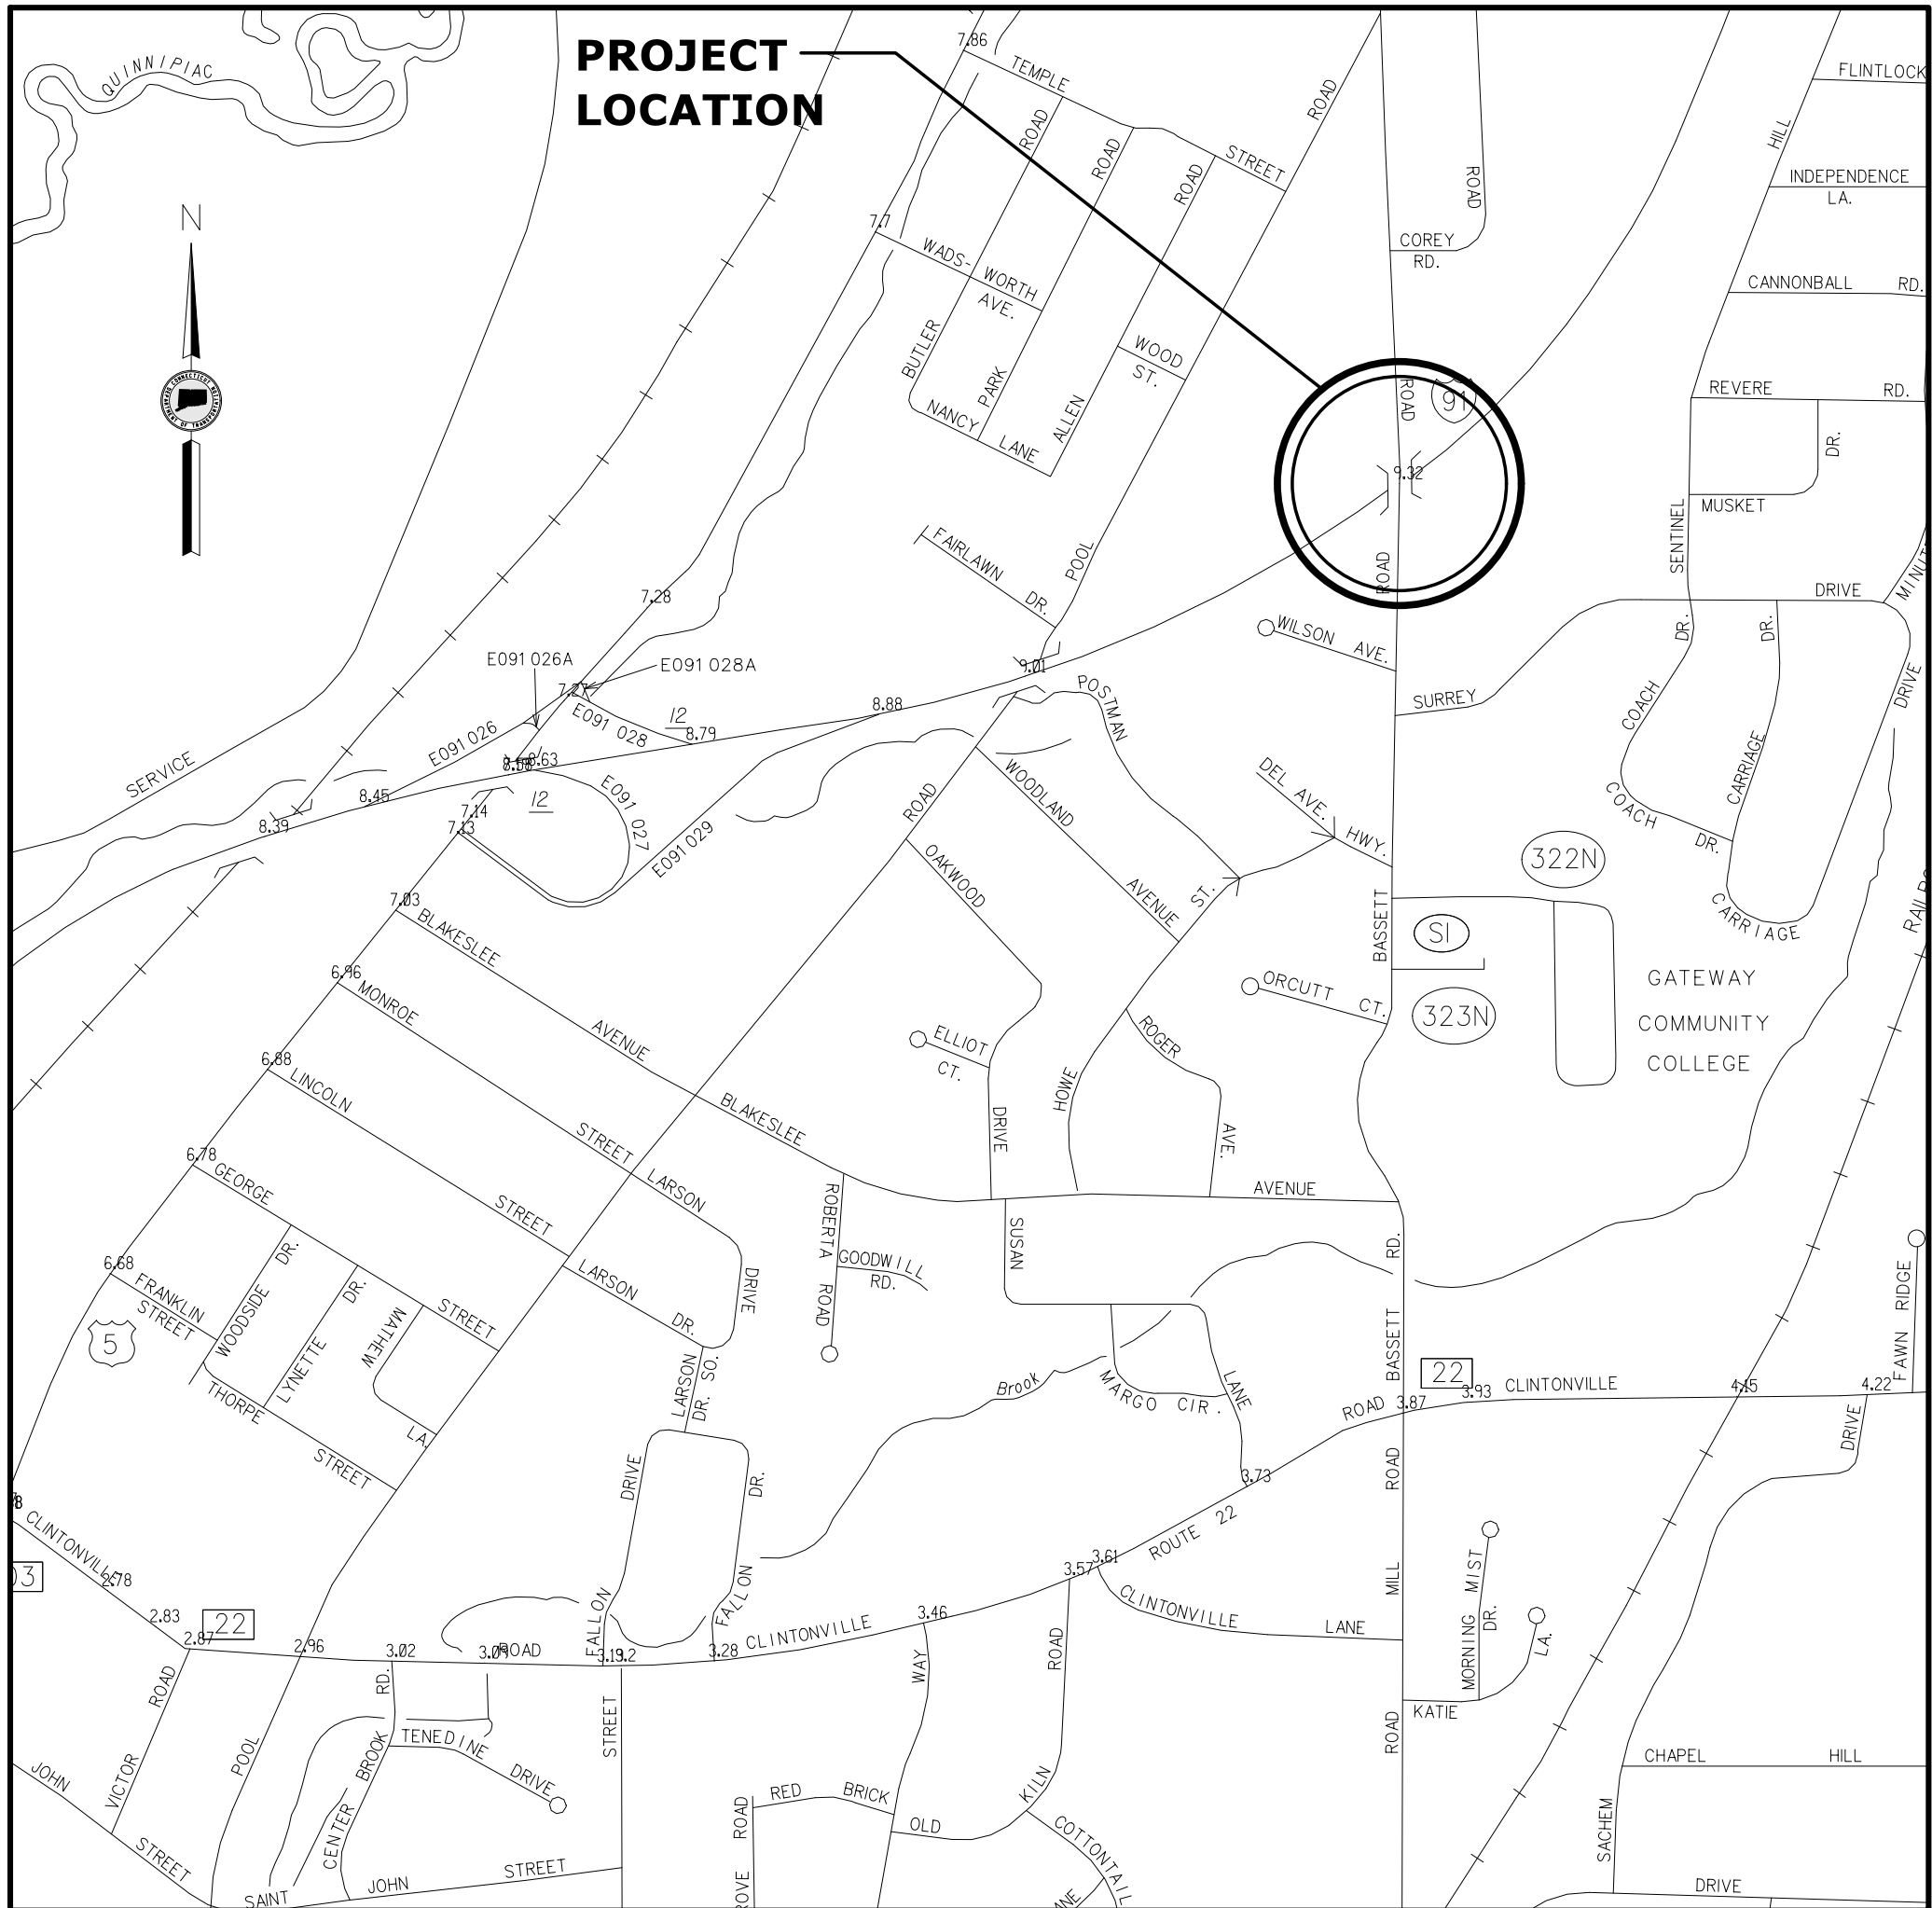 PROJECT
LOCATION
QUINNIPIAC
N
CONNECTICUT DEPARTMENT OF TRANSPORTATION
7.86
TEMPLE
STREET
ROAD
ROAD
ROAD
ROAD
ROAD
FLINTLOCK
HILL
INDEPENDENCE
LA.
COREY
RD.
CANNONBALL RD.
7.7
WADS-
WORTH
AVE.
BUTLER
PARK
NANCY
LANE
ALLEN
WOOD
ST.
ROAD
91
9.32
ROAD
REVERE RD.
DR.
MUSKET
SENTINEL
DRIVE
FAIRLAWN
DR.
POOL
7.28
E091 026A
E091 028A
7.27
E091 028
12
8.79
8.88
9.01
E091 026
8.63
SERVICE
8.45
8.39
7.14
7.13
12
E091 027
E091 029
WILSON AVE.
SURREY
POSTMAN
DEL AVE.
HWY.
DR.
DR.
COACH
COACH
DR.
CARRIAGE
CARRIAGE
DRIVE
322N
SI
323N
GATEWAY
COMMUNITY
COLLEGE
ROAD
WOODLAND
AVENUE
OAKWOOD
ST.
BASSETT
ORCUTT CT.
7.03
BLAKESLEE
AVENUE
6.96
MONROE
STREET
6.88
LINCOLN
STREET
6.78
GEORGE
STREET
6.68
FRANKLIN
STREET
5
WOODSIDE
DR.
LYNETTE
DR.
MATHEW
LA.
THORPE
STREET
BLAKESLEE
AVENUE
ELLIOT
CT.
DRIVE
HOWE
ROGER
AVE.
LARSON
DRIVE
LARSON
DR.
LARSON
DR. SO.
ROBERTA ROAD
GOODWILL
RD.
SUSAN
LANE
MARGO CIR.
Brook
RD.
BASSETT
22
ROAD
3.87
3.93
CLINTONVILLE
4.15
4.22
FAWN RIDGE
DRIVE
3.73
ROUTE 22
ROAD
MILL
ROAD
CLINTONVILLE
2.78
2.83
22
2.87
2.96
3.02
ROAD
3.28
CLINTONVILLE
3.46
3.57
3.61
CLINTONVILLE
LANE
DRIVE
FALLON
DR.
FALLON
STREET
WAY
ROAD
KILN
OLD
RED BRICK
ROAD
COTTONTAIL
MORNING MIST
DR.
LA.
KATIE
CHAPEL HILL
SACHEM
DRIVE
VICTOR
ROAD
POOL
JOHN
STREET
RD.
BROOK
CENTER
TENEDINE
DRIVE
SAINT JOHN STREET